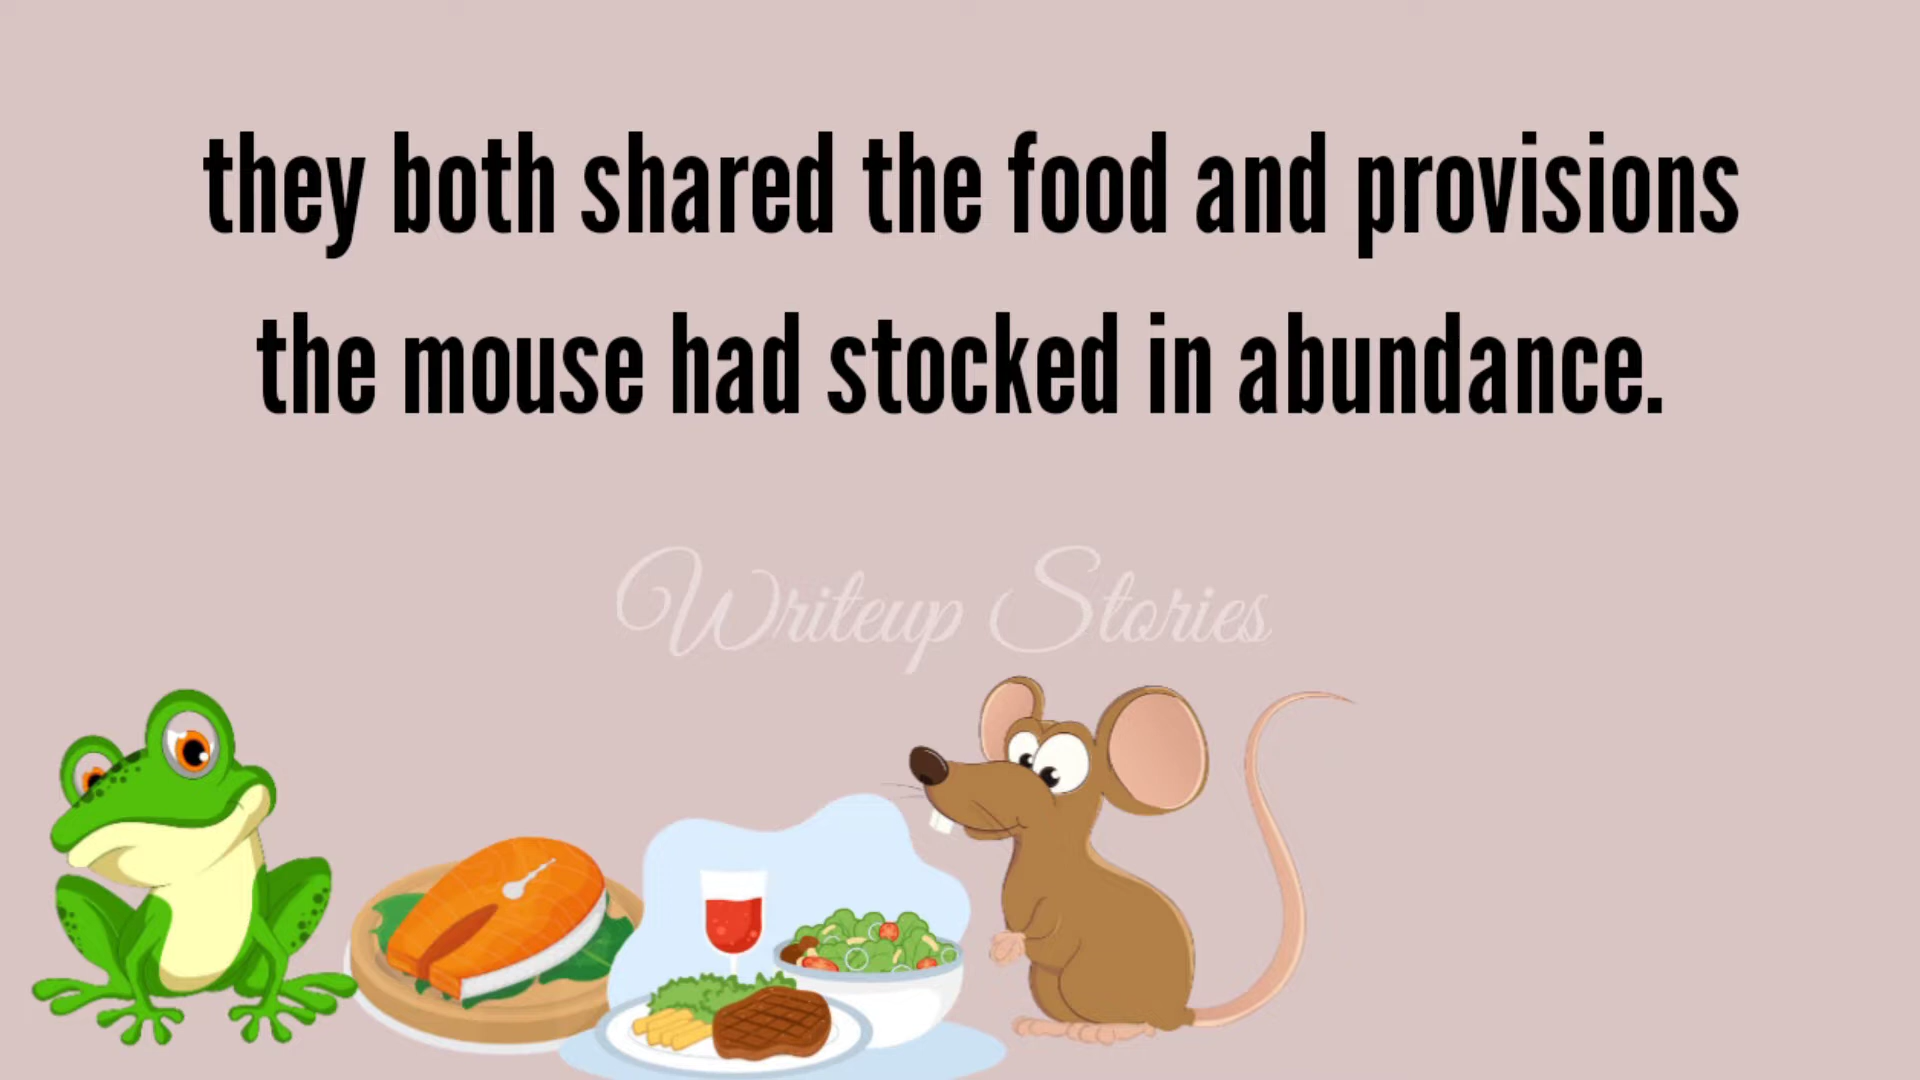 they both shared the food and provisions
the mouse had stocked in abundance.
Writeup Stories